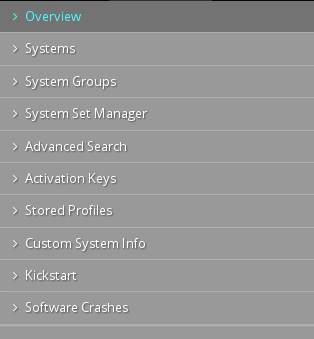 Overview
Systems
System Groups
System Set Manager
Advanced Search
Activation Keys
Stored Profiles
Custom System Info
Kickstart
Software Crashes